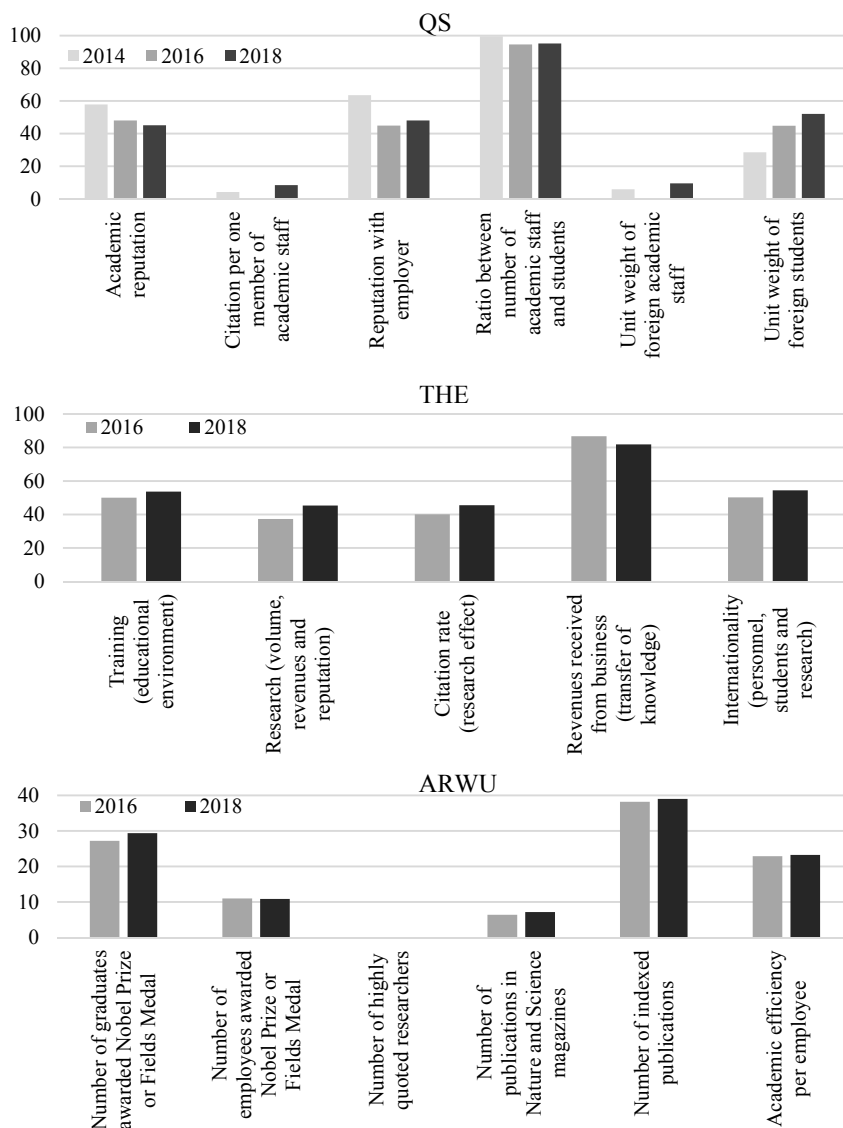 QS
2014 2016 2018
100
80
60
40
20
0
Academic
reputation
Citation per one
member of
academic staff
Reputation with
employer
Ratio between
number of
academic staff
and students
Unit weight of
foreign academic
staff
Unit weight of
foreign students
THE
2016 2018
100
80
60
40
20
0
Training
(educational
environment)
Research (volume,
revenues and
reputation)
Citation rate
(research effect)
Revenues received
from business
(transfer of
knowledge)
Internationality
(personnel,
students and
research)
ARWU
2016 2018
40
30
20
10
0
Number of graduates
awarded Nobel Prize
or Fields Medal
Number of
employees awarded
Nobel Prize or
Fields Medal
Number of highly
quoted researchers
Number of
publications in
Nature and Science
magazines
Number of indexed
publications
Academic efficiency
per employee